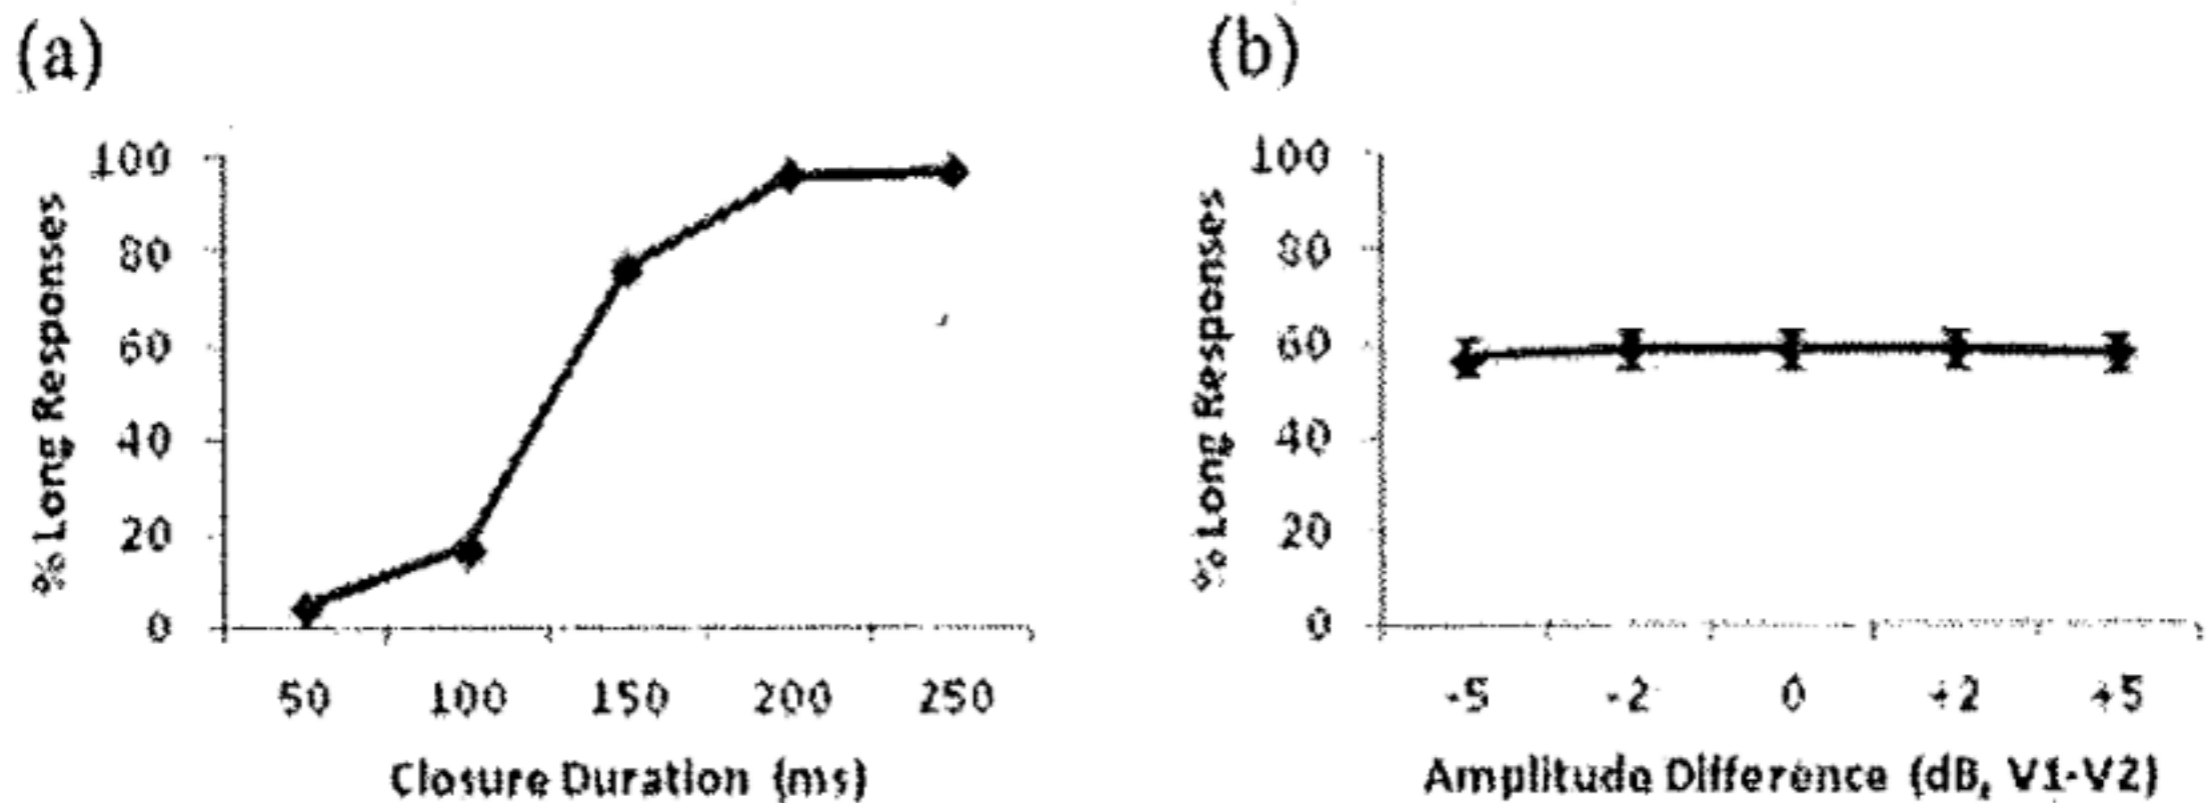 (a)
% Long Responses
100
80
60
40
20
0
50 100 150 200 250
Closure Duration (ms)
(b)
% Long Responses
100
80
60
40
20
0
-5 -2 0 +2 +5
Amplitude Difference (dB, V1-V2)